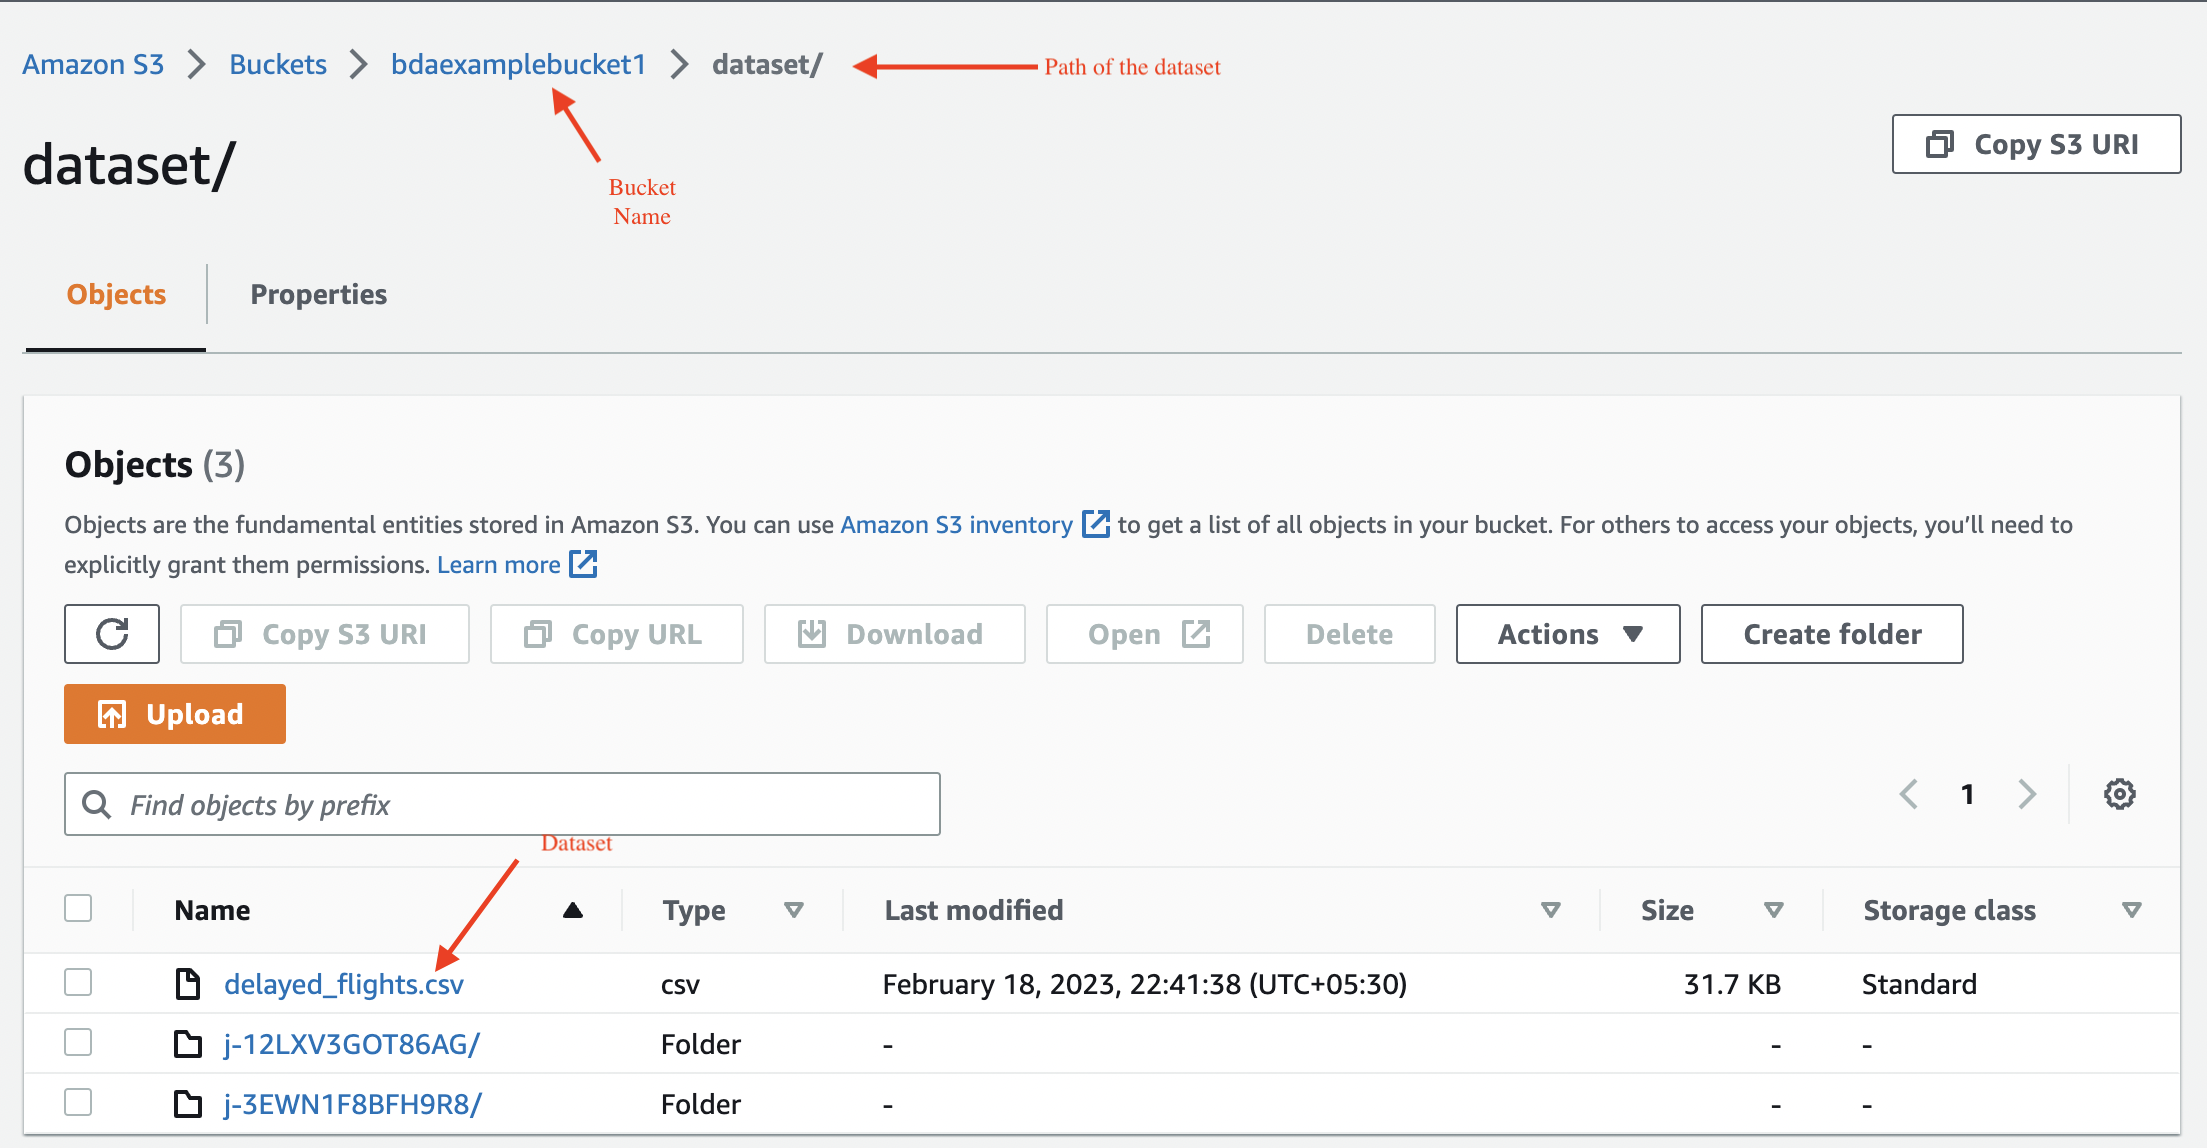 Amazon S3 > Buckets > bdaexamplebucket1 > dataset/ Path of the dataset
Bucket
Name
dataset/
Copy S3 URI
Objects Properties
Objects (3)
Objects are the fundamental entities stored in Amazon S3. You can use Amazon S3 inventory to get a list of all objects in your bucket. For others to access your objects, you’ll need to
explicitly grant them permissions. Learn more
Copy S3 URI Copy URL Download Open Delete Actions Create folder
Upload
Find objects by prefix
1
Dataset
Name Type Last modified Size Storage class
delayed_flights.csv csv February 18, 2023, 22:41:38 (UTC+05:30) 31.7 KB Standard
j-12LXV3GOT86AG/ Folder - - -
j-3EWN1F8BFH9R8/ Folder - - -